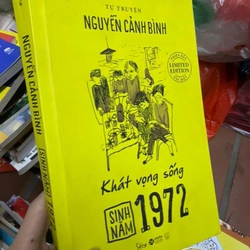 TỰ TRUYỆN
NGUYỄN CẢNH BÌNH
LIMITED
EDITION
Khát vọng sống
SINH
NĂM
1972
NGUYỄN CẢNH BÌNH